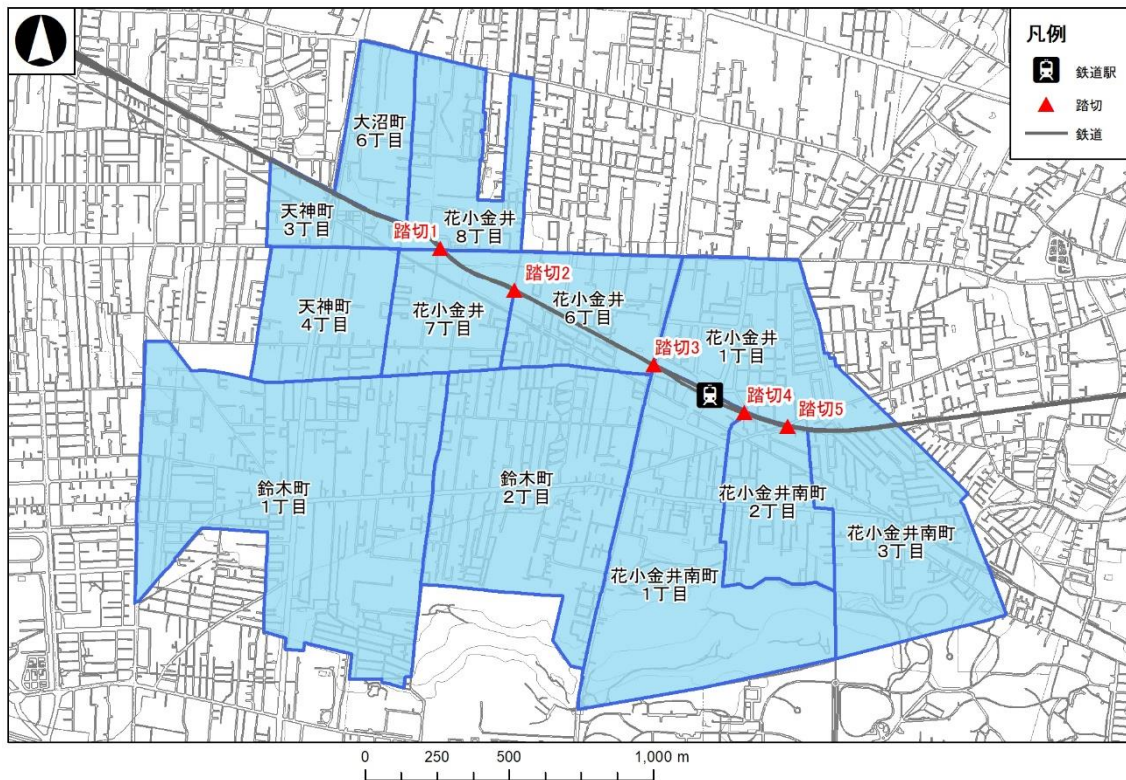 凡例
鉄道駅
踏切
鉄道
大沼町
6丁目
天神町
3丁目
花小金井
8丁目
踏切1
踏切2
天神町
4丁目
花小金井
7丁目
花小金井
6丁目
踏切3
花小金井
1丁目
踏切4
踏切5
鈴木町
1丁目
鈴木町
2丁目
花小金井南町
2丁目
花小金井南町
3丁目
花小金井南町
1丁目
0 250 500 1,000 m